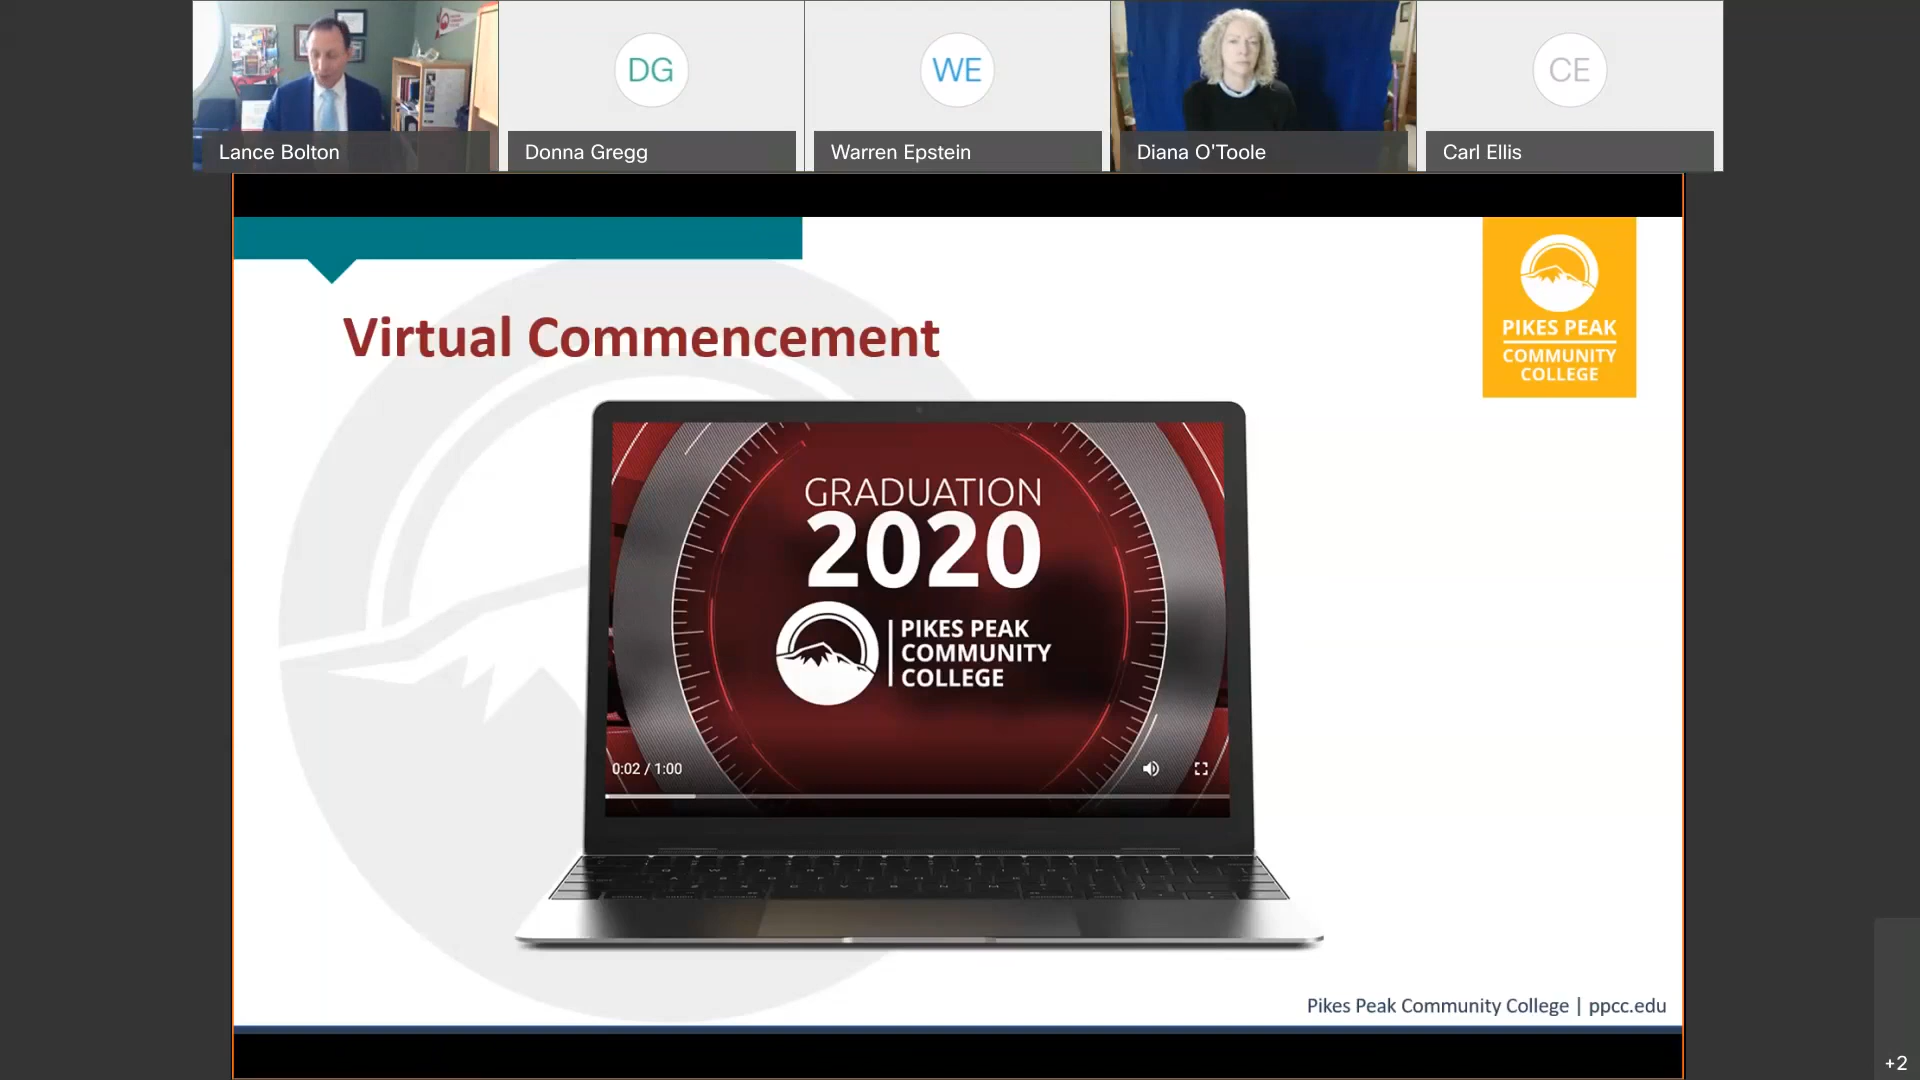 DG
WE
CE
Lance Bolton
Donna Gregg
Warren Epstein
Diana O'Toole
Carl Ellis
PIKES PEAK
COMMUNITY
COLLEGE
Virtual Commencement
GRADUATION
2020
PIKES PEAK
COMMUNITY
COLLEGE
0:02 / 1:00
Pikes Peak Community College | ppcc.edu
+2